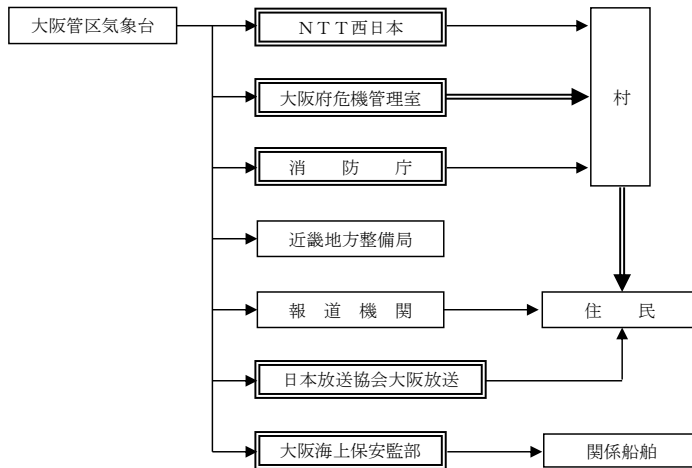 大阪管区気象台
ＮＴＴ西日本
大阪府危機管理室
村
消　防　庁
近畿地方整備局
報　道　機　関
住　民
日本放送協会大阪放送
大阪海上保安監部
関係船舶